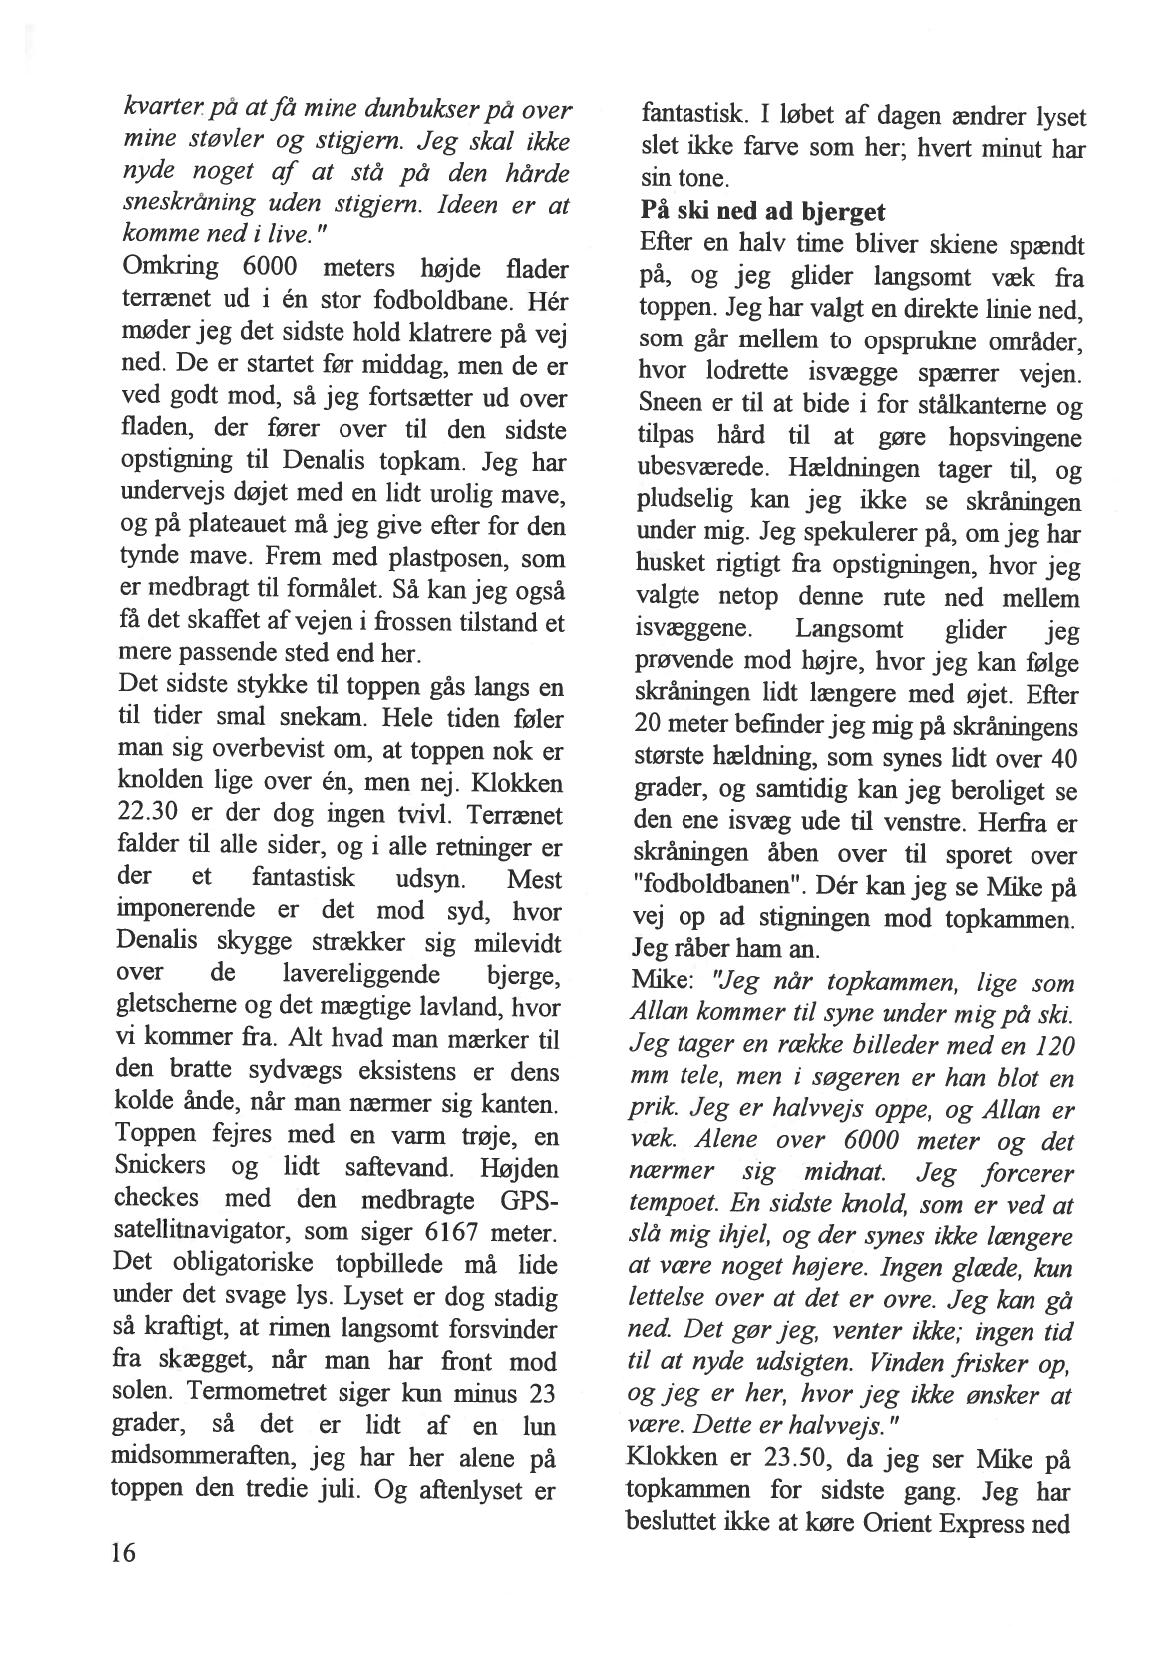 kvarter på at få mine dunbukser på over
mine støvler og stigjern. Jeg skal ikke
nyde noget af at stå på den hårde
sneskråning uden stigjern. Ideen er at
komme ned i live."
Omkring 6000 meters højde flader
terrænet ud i én stor fodboldbane. Hér
møder jeg det sidste hold klatrere på vej
ned. De er startet før middag, men de er
ved godt mod, så jeg fortsætter ud over
fladen, der fører over til den sidste
opstigning til Denalis topkam. Jeg har
undervejs døjet med en lidt urolig mave,
og på plateauet må jeg give efter for den
tynde mave. Frem med plastposen, som
er medbragt til formålet. Så kan jeg også
få det skaffet af vejen i frossen tilstand et
mere passende sted end her.
Det sidste stykke til toppen gås langs en
til tider smal snekam. Hele tiden føler
man sig overbevist om, at toppen nok er
knolden lige over én, men nej. Klokken
22.30 er der dog ingen tvivl. Terrænet
falder til alle sider, og i alle retninger er
der et fantastisk udsyn. Mest
imponerende er det mod syd, hvor
Denalis skygge strækker sig milevidt
over de lavereliggende bjerge,
gletscherne og det mægtige lavland, hvor
vi kommer fra. Alt hvad man mærker til
den bratte sydvægs eksistens er dens
kolde ånde, når man nærmer sig kanten.
Toppen fejres med en varm trøje, en
Snickers og lidt saftevand. Højden
checkes med den medbragte GPS-
satellitnavigator, som siger 6167 meter.
Det obligatoriske topbillede må lide
under det svage lys. Lyset er dog stadig
så kraftigt, at rimen langsomt forsvinder
fra skægget, når man har front mod
solen. Termometret siger kun minus 23
grader, så det er lidt af en lun
midsommeraften, jeg har her alene på
toppen den tredie juli. Og aftenlyset er
fantastisk. I løbet af dagen ændrer lyset
slet ikke farve som her; hvert minut har
sin tone.
På ski ned ad bjerget
Efter en halv time bliver skiene spændt
på, og jeg glider langsomt væk fra
toppen. Jeg har valgt en direkte linie ned,
som går mellem to opsprukne områder,
hvor lodrette isvægge spærrer vejen.
Sneen er til at bide i for stålkanterne og
tilpas hård til at gøre hopsvingene
ubesværede. Hældningen tager til, og
pludselig kan jeg ikke se skråningen
under mig. Jeg spekulerer på, om jeg har
husket rigtigt fra opstigningen, hvor jeg
valgte netop denne rute ned mellem
isvæggene. Langsomt glider jeg
prøvende mod højre, hvor jeg kan følge
skråningen lidt længere med øjet. Efter
20 meter befinder jeg mig på skråningens
største hældning, som synes lidt over 40
grader, og samtidig kan jeg beroliget se
den ene isvæg ude til venstre. Herfra er
skråningen åben over til sporet over
"fodboldbanen". Dér kan jeg se Mike på
vej op ad stigningen mod topkammen.
Jeg råber ham an.
Mike: "Jeg når topkammen, lige som
Allan kommer til syne under mig på ski.
Jeg tager en række billeder med en 120
mm tele, men i søgeren er han blot en
prik. Jeg er halvvejs oppe, og Allan er
væk. Alene over 6000 meter og det
nærmer sig midnat. Jeg forcerer
tempoet. En sidste knold, som er ved at
slå mig ihjel, og der synes ikke længere
at være noget højere. Ingen glæde, kun
lettelse over at det er ovre. Jeg kan gå
ned. Det gør jeg, venter ikke; ingen tid
til at nyde udsigten. Vinden frisker op,
og jeg er her, hvor jeg ikke ønsker at
være. Dette er halvvejs."
Klokken er 23.50, da jeg ser Mike på
topkammen for sidste gang. Jeg har
besluttet ikke at køre Orient Express ned
16